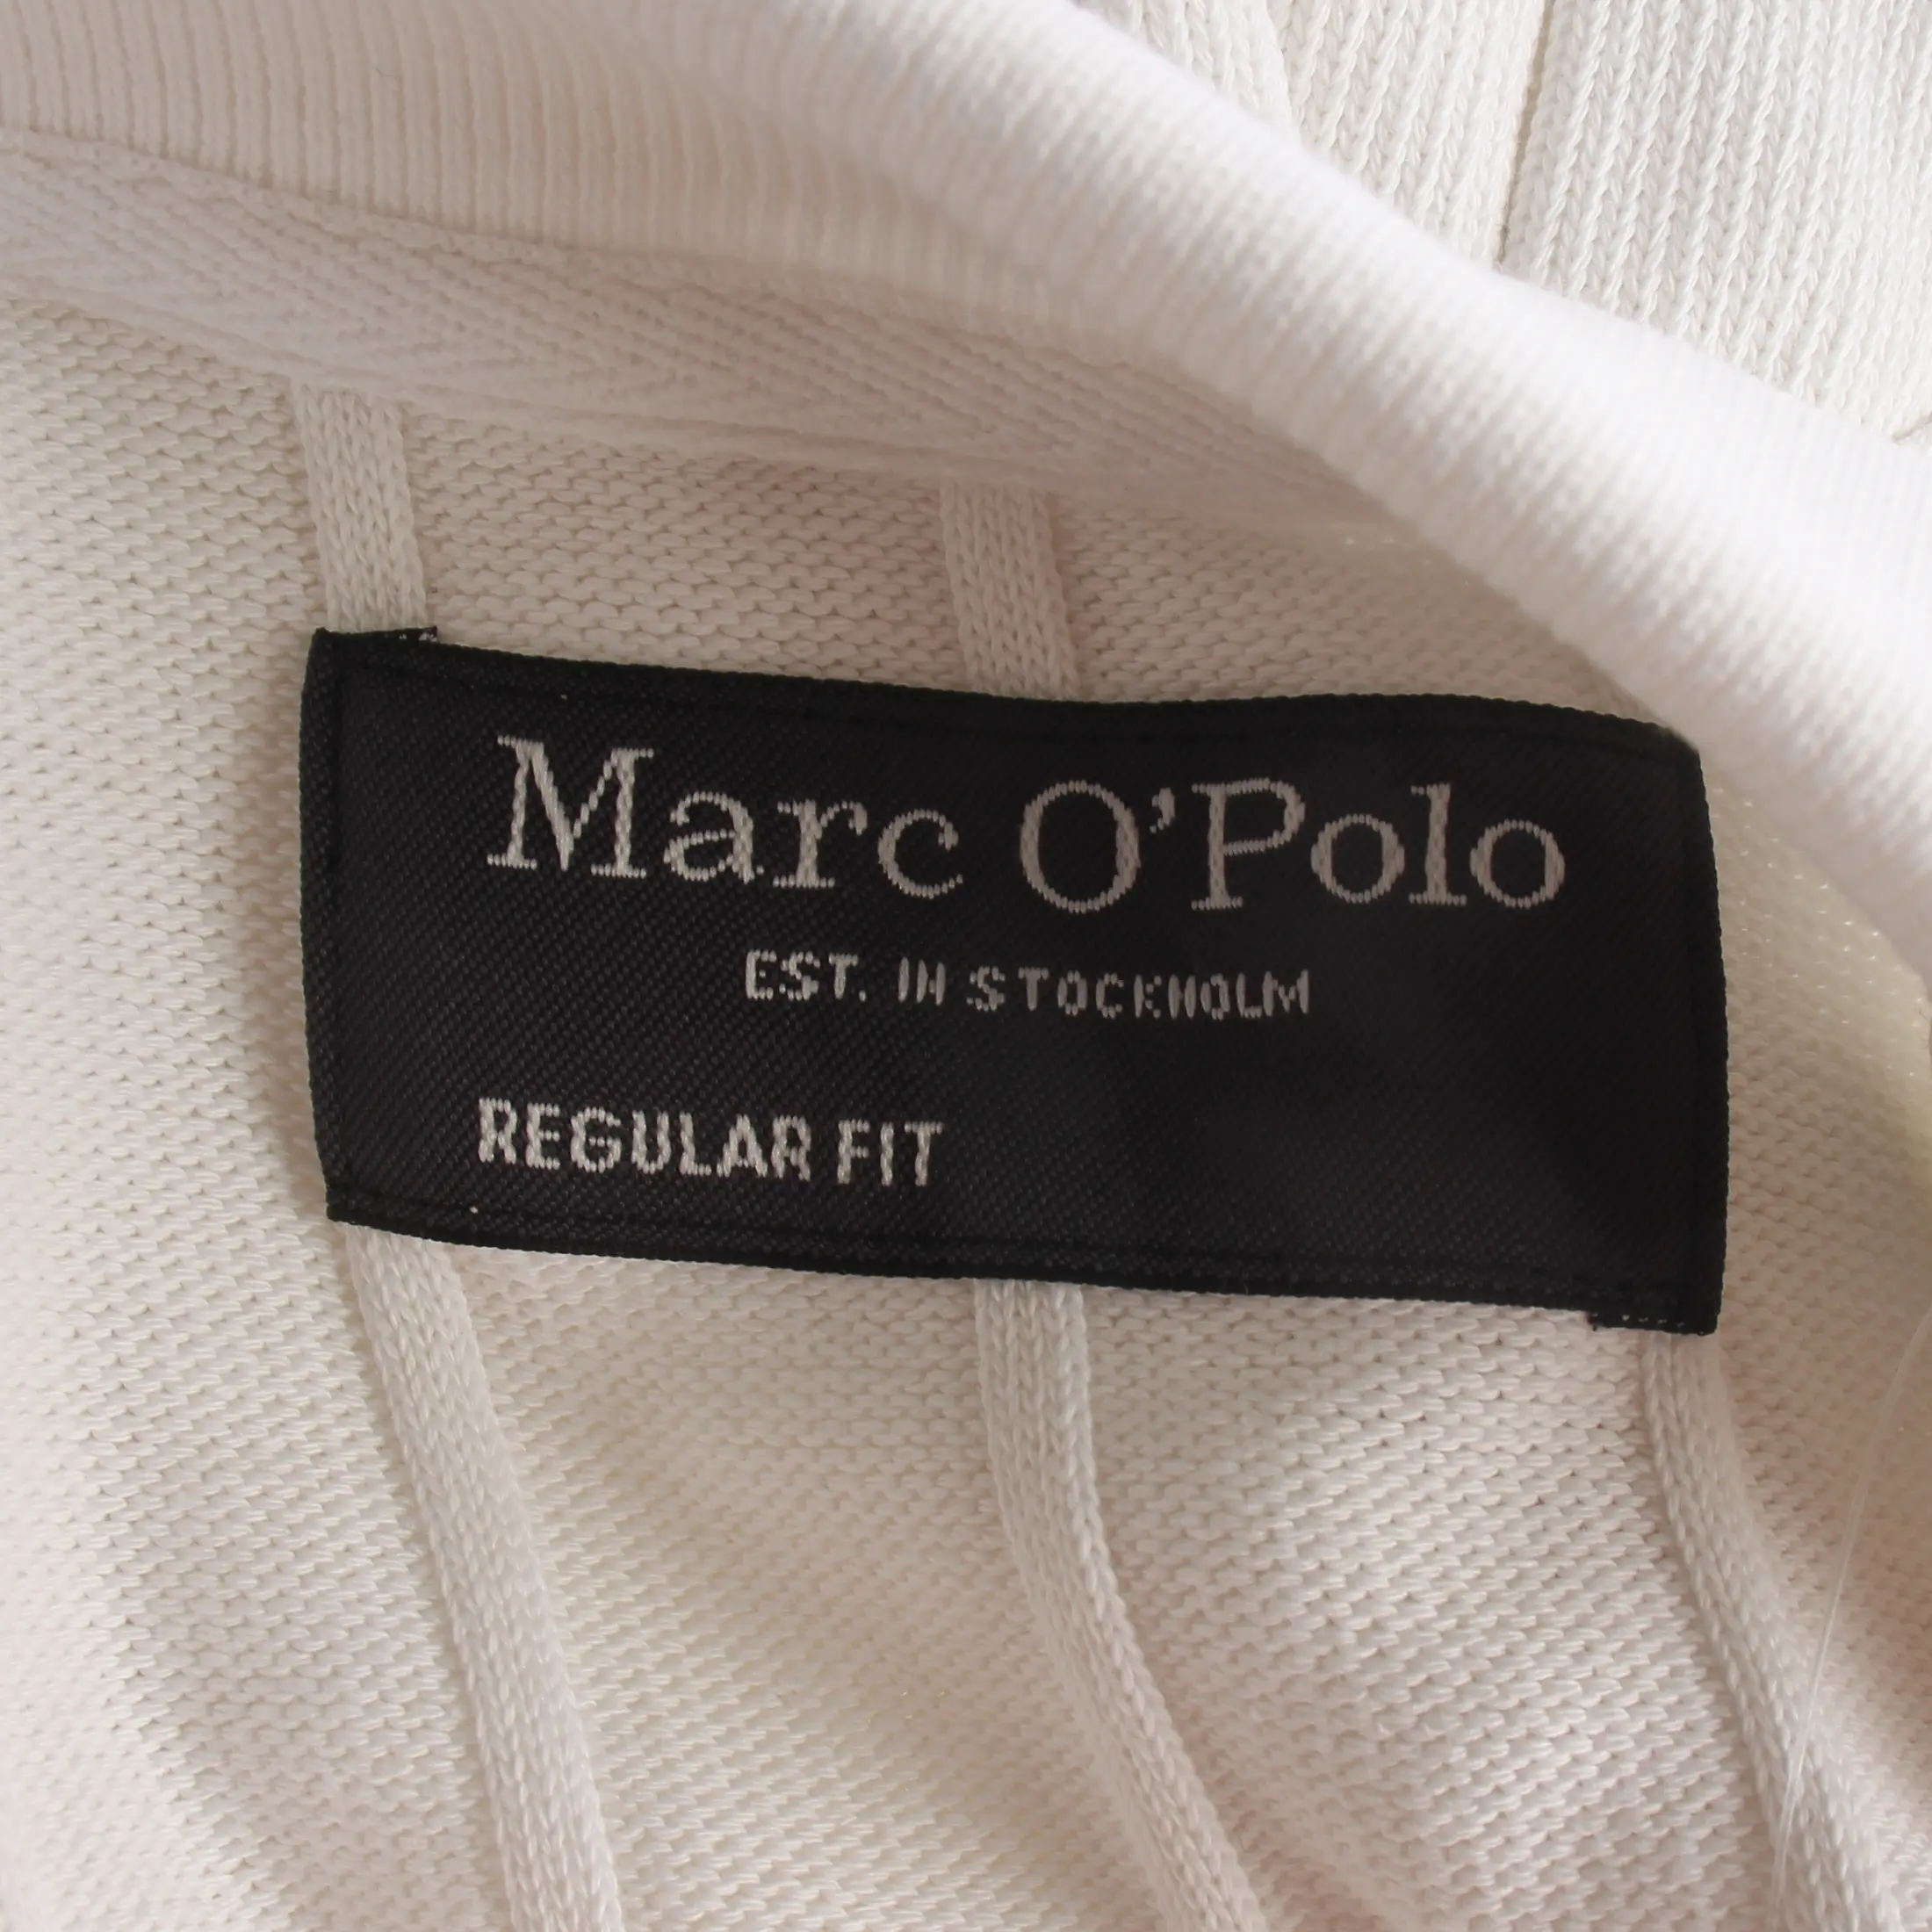 Marc O'Polo
EST. IN STOCKHOLM
REGULAR FIT